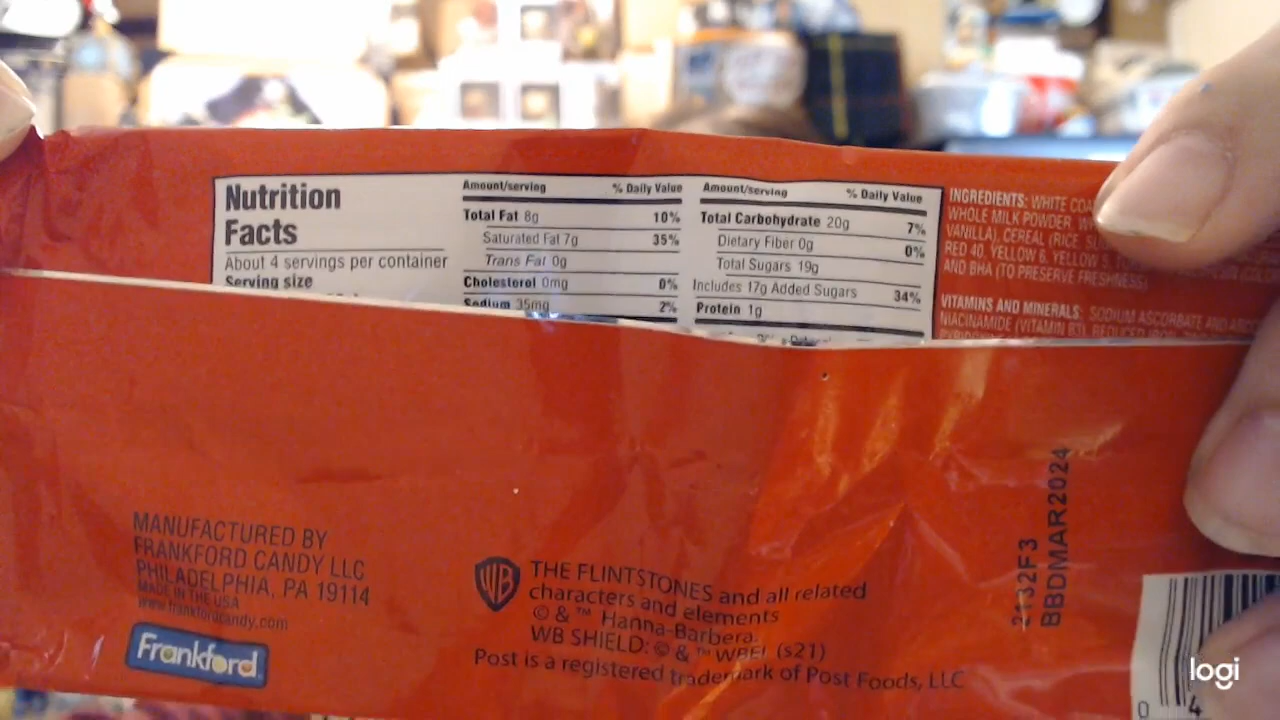 Nutrition
Facts
About 4 servings per container
Serving size
Amount/serving % Daily Value
Total Fat 8g 10%
Saturated Fat 7g 35%
Trans Fat 0g
Cholesterol 0mg 0%
Sodium 35mg 2%
Amount/serving % Daily Value
Total Carbohydrate 20g 7%
Dietary Fiber 0g 0%
Total Sugars 19g
Includes 17g Added Sugars 34%
Protein 1g
INGREDIENTS: WHITE
WHOLE MILK POWDER,
VANILLA), CEREAL (RICE,
RED 40, YELLOW 6, YELLOW 5,
AND BHA (TO PRESERVE FRESHNESS)
VITAMINS AND MINERALS: SODIUM ASCORBATE AND
NIACINAMIDE (VITAMIN B3), REDUCED
MANUFACTURED BY
FRANKFORD CANDY LLC
PHILADELPHIA, PA 19114
MADE IN THE USA
www.frankfordcandy.com
Frankford
WB
THE FLINTSTONES and all related
characters and elements
© & ™ Hanna-Barbera.
WB SHIELD: © & ™ WBEI. (s21)
Post is a registered trademark of Post Foods, LLC
2132F3
BBDMAR2024
0 4
logi